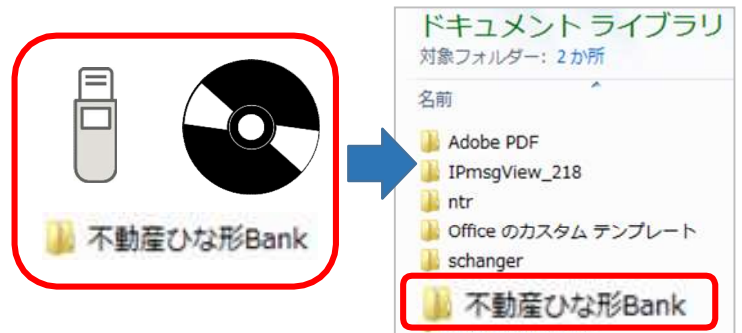 不動産ひな形Bank
ドキュメント ライブラリ
対象フォルダー: 2 か所
名前
Adobe PDF
IPmsgView_218
ntr
Office のカスタム テンプレート
schanger
不動産ひな形Bank